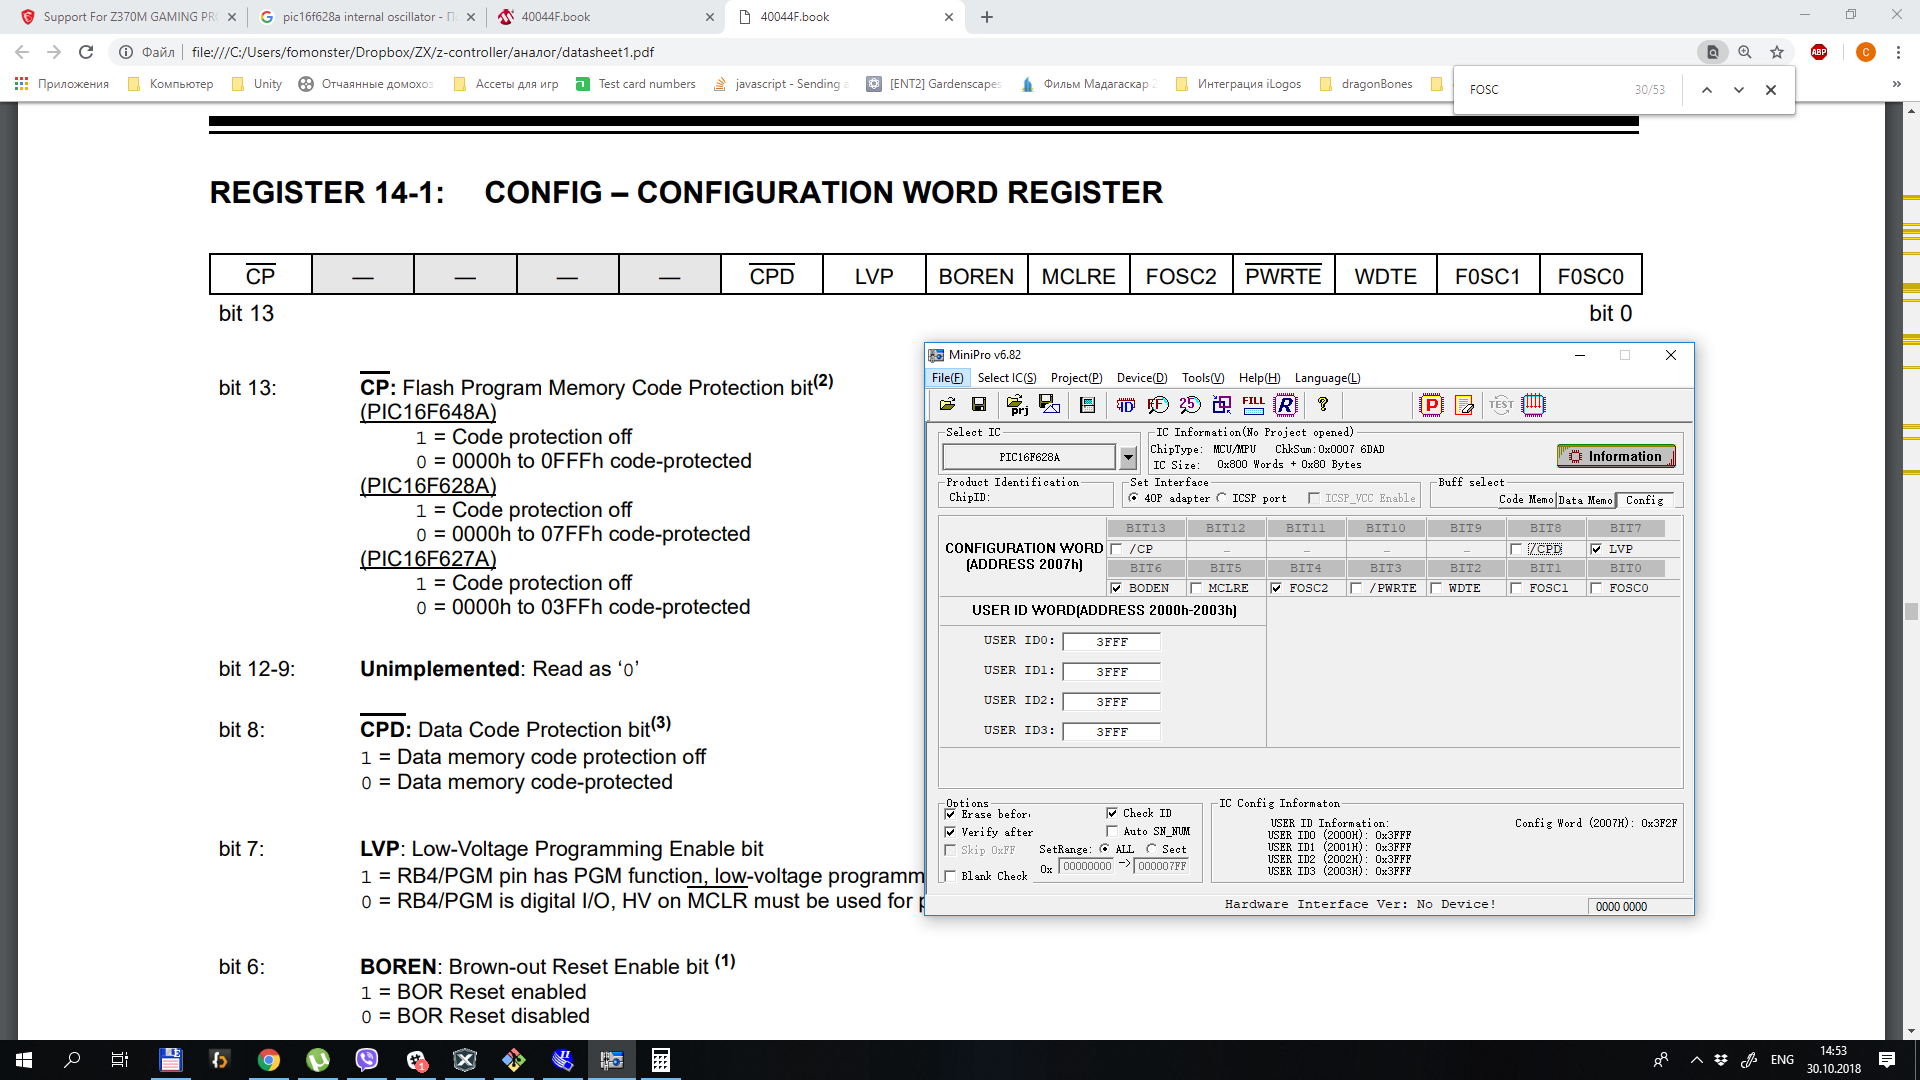 Support For Z370M GAMING PRO
pic16f628a internal oscillator - П
40044F.book
40044F.book
Файл
file:///C:/Users/fomonster/Dropbox/ZX/z-controller/аналог/datasheet1.pdf
ABP
C
Приложения
Компьютер
Unity
Отчаянные домохоз
Ассеты для игр
Test card numbers
javascript - Sending a
[ENT2] Gardenscapes
Фильм Мадагаскар 2
Интеграция iLogos
dragonBones
»
FOSC 30/53
REGISTER 14-1: CONFIG – CONFIGURATION WORD REGISTER
CP — — — — CPD LVP BOREN MCLRE FOSC2 PWRTE WDTE F0SC1 F0SC0
bit 13 bit 0
bit 13: CP: Flash Program Memory Code Protection bit(2)
(PIC16F648A)
1 = Code protection off
0 = 0000h to 0FFFh code-protected
(PIC16F628A)
1 = Code protection off
0 = 0000h to 07FFh code-protected
(PIC16F627A)
1 = Code protection off
0 = 0000h to 03FFh code-protected
bit 12-9: Unimplemented: Read as ‘0’
bit 8: CPD: Data Code Protection bit(3)
1 = Data memory code protection off
0 = Data memory code-protected
bit 7: LVP: Low-Voltage Programming Enable bit
1 = RB4/PGM pin has PGM function, low-voltage programm
0 = RB4/PGM is digital I/O, HV on MCLR must be used for p
bit 6: BOREN: Brown-out Reset Enable bit (1)
1 = BOR Reset enabled
0 = BOR Reset disabled
MiniPro v6.82
File(F) Select IC(S) Project(P) Device(D) Tools(V) Help(H) Language(L)
prj ID FF 25 FILL R ? P TEST
Select IC
PIC16F628A
IC Information(No Project opened)
ChipType: MCU/MPU ChkSum:0x0007 6DAD
IC Size: 0x800 Words + 0x80 Bytes
Information
Product Identification
ChipID:
Set Interface
40P adapter ICSP port ICSP_VCC Enable
Buff select
Code Memo Data Memo Config
CONFIGURATION WORD
(ADDRESS 2007h)
BIT13 BIT12 BIT11 BIT10 BIT9 BIT8 BIT7
/CP – – – – /CPD LVP
BIT6 BIT5 BIT4 BIT3 BIT2 BIT1 BIT0
BODEN MCLRE FOSC2 /PWRTE WDTE FOSC1 FOSC0
USER ID WORD(ADDRESS 2000h-2003h)
USER ID0: 3FFF
USER ID1: 3FFF
USER ID2: 3FFF
USER ID3: 3FFF
Options
Erase befor
Check ID
Verify after
Auto SN_NUM
Skip 0xFF
SetRange: ALL Sect
Blank Check
0x 00000000 -> 000007FF
IC Config Informaton
USER ID Information:
USER ID0 (2000H): 0x3FFF
USER ID1 (2001H): 0x3FFF
USER ID2 (2002H): 0x3FFF
USER ID3 (2003H): 0x3FFF
Config Word (2007H): 0x3F2F
Hardware Interface Ver: No Device!
0000 0000
ENG
14:53
30.10.2018